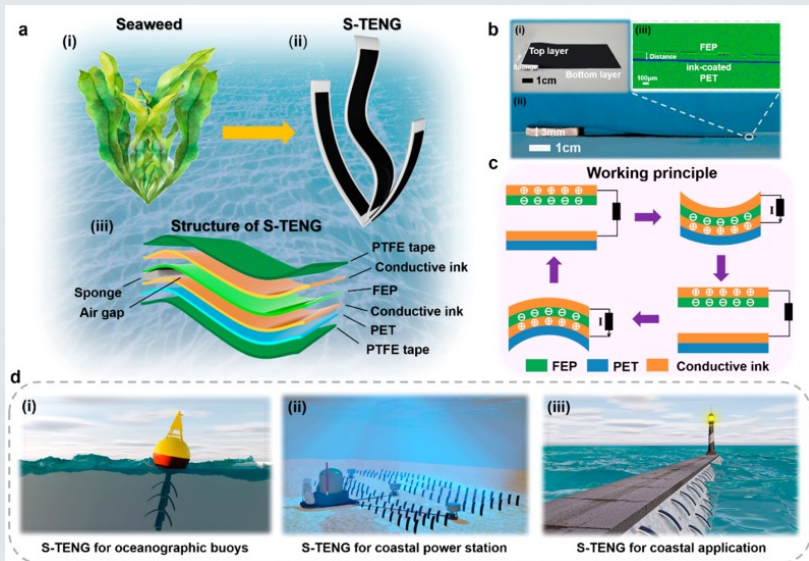 a
Seaweed
(i)
S-TENG
(ii)
(iii)
Structure of S-TENG
PTFE tape
Conductive ink
FEP
Conductive ink
PET
PTFE tape
Sponge
Air gap
b
(i)
Top layer
1cm
Bottom layer
(iii)
FEP
Distance
ink-coated
PET
100μm
(ii)
3mm
1cm
c
Working principle
I
I
FEP PET Conductive ink
d
(i)
(ii)
(iii)
S-TENG for oceanographic buoys
S-TENG for coastal power station
S-TENG for coastal application